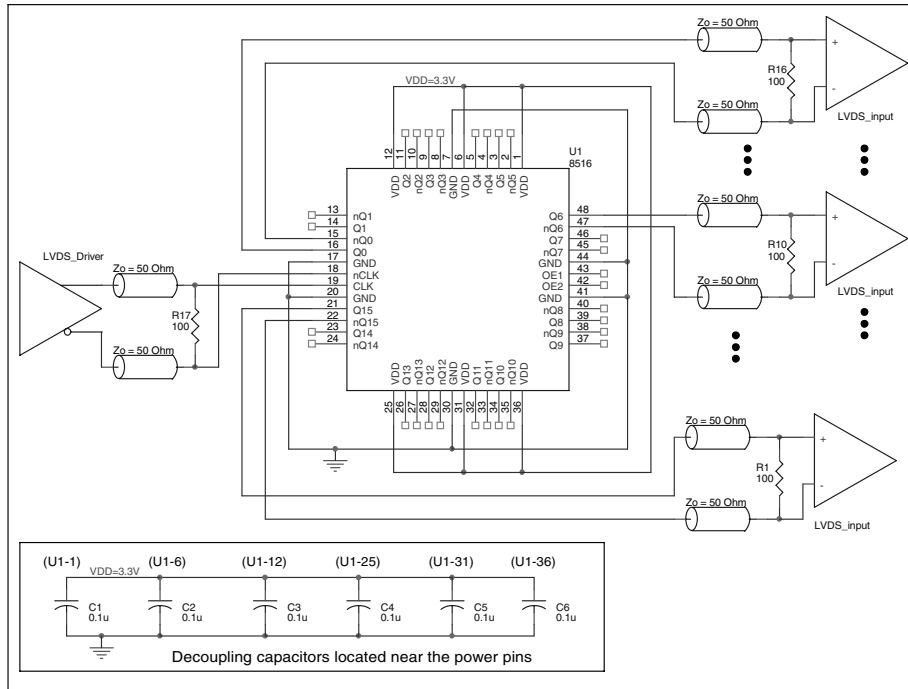 Zo = 50 Ohm
+
R16
100
-
Zo = 50 Ohm
LVDS_input
VDD=3.3V
U1
8516
12
11
10
9
8
7
6
5
4
3
2
1
VDD
Q2
nQ2
Q3
nQ3
GND
VDD
Q4
nQ4
Q5
nQ5
VDD
13 nQ1
14 Q1
15 nQ0
16 Q0
17 GND
18 nCLK
19 CLK
20 GND
21 Q15
22 nQ15
23 Q14
24 nQ14
Q6 48
nQ6 47
Q7 46
nQ7 45
GND 44
OE1 43
OE2 42
GND 41
nQ8 40
Q8 39
nQ9 38
Q9 37
VDD
Q13
nQ13
Q12
nQ12
GND
VDD
Q11
nQ11
Q10
nQ10
VDD
25
26
27
28
29
30
31
32
33
34
35
36
LVDS_Driver
Zo = 50 Ohm
R17
100
Zo = 50 Ohm
Zo = 50 Ohm
+
R10
100
-
Zo = 50 Ohm
LVDS_input
Zo = 50 Ohm
+
R1
100
-
Zo = 50 Ohm
LVDS_input
(U1-1) (U1-6) (U1-12) (U1-25) (U1-31) (U1-36)
VDD=3.3V
C1
0.1u
C2
0.1u
C3
0.1u
C4
0.1u
C5
0.1u
C6
0.1u
Decoupling capacitors located near the power pins